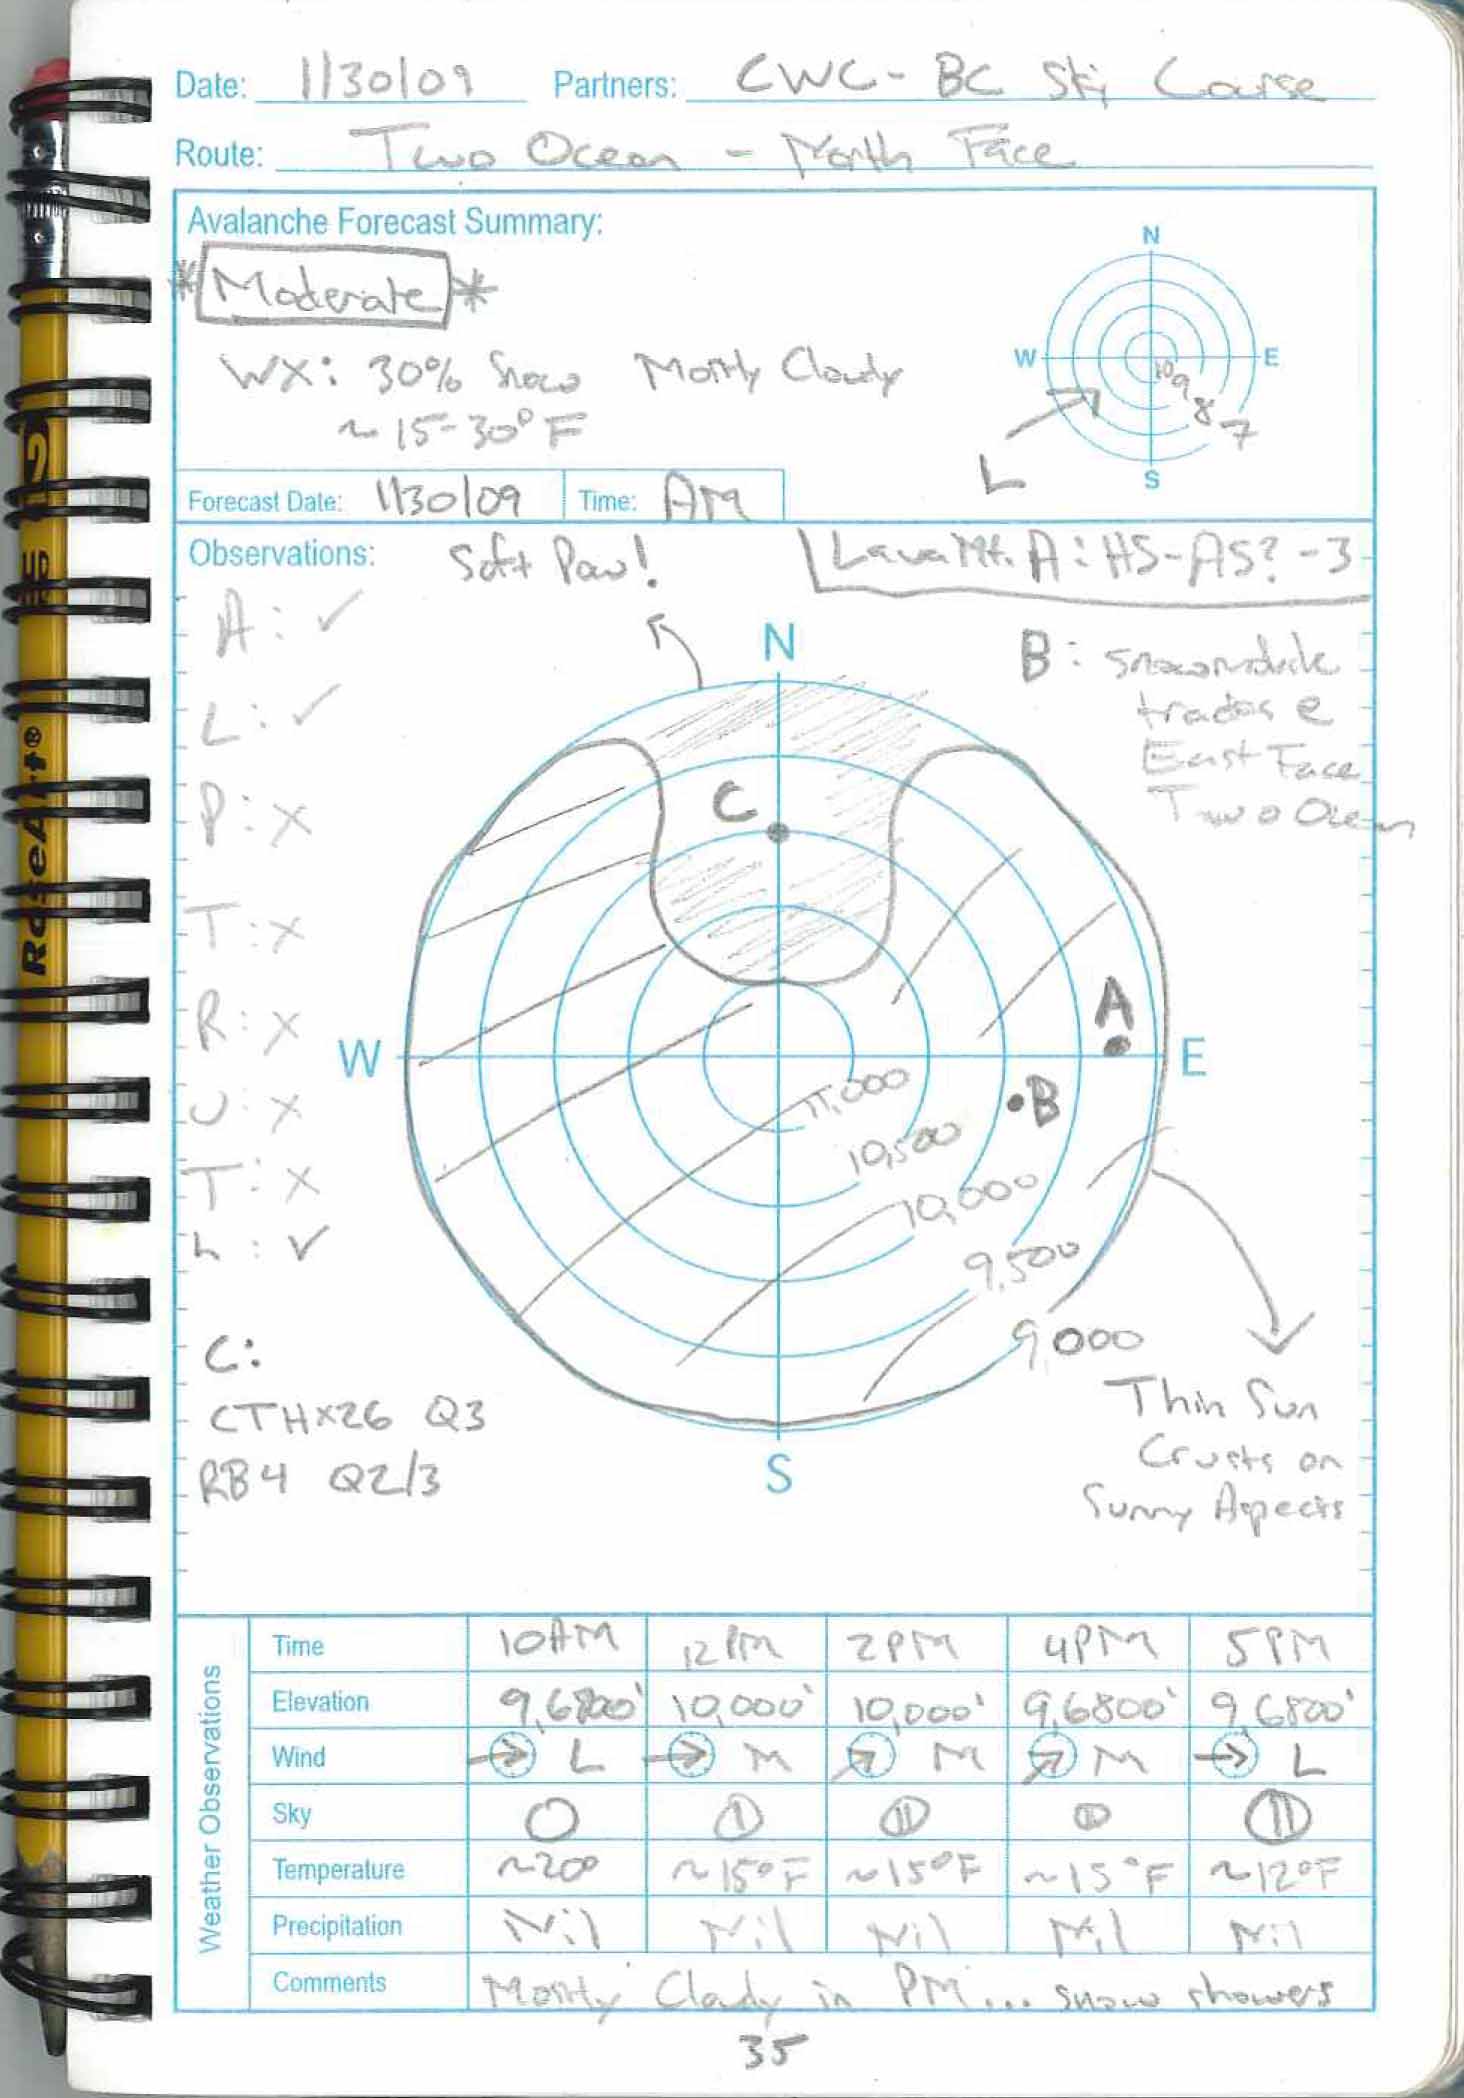 Date: 1/30/09 Partners: CWC - BC Ski Course
Route: Two Ocean - North Face
Avalanche Forecast Summary:
*Moderate*
WX: 30% Snow Mostly Cloudy
~ 15-30°F
N
W E
S
10 9 8 7
L
Forecast Date: 1/30/09 Time: AM
Observations: Soft Pow! Lava Mt. A: HS-AS?-3
A: ✓
L: ✓
P: X
T: X
R: X
U: X
T: X
h: ✓
B: snowmobile
tracks @
East Face
Two Ocean
N
C
A
W E
B
11,000
10,500
10,000
9,500
9,000
S
C:
CTHX26 Q3
RB4 Q2/3
Thin Sun
Crusts on
Sunny Aspects
Weather Observations
Time 10AM 12PM 2PM 4PM 5PM
Elevation 9,6800' 10,000' 10,000' 9,6800' 9,6800'
Wind L M M M L
Sky
Temperature ~20° ~15°F ~15°F ~15°F ~12°F
Precipitation Nil Nil Nil Nil Nil
Comments Mostly Cloudy in PM... snow showers
35
RoseArt®
2